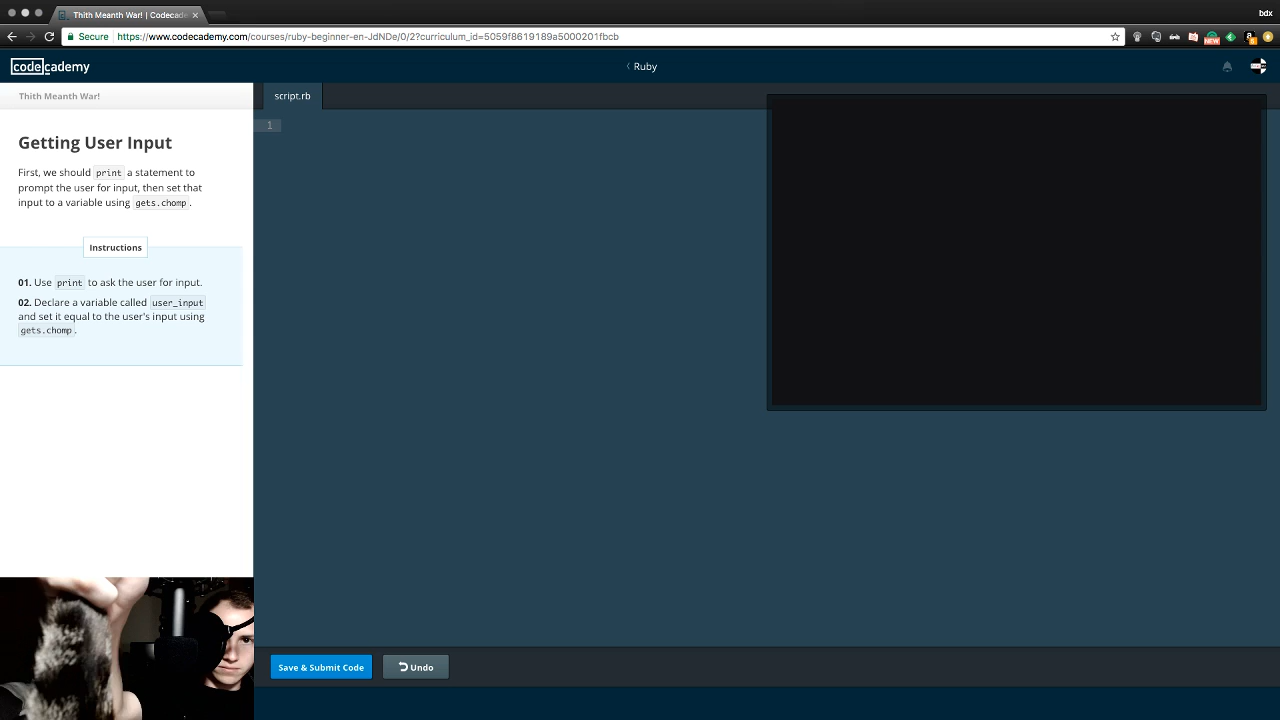 Thith Meanth War! | Codecade
bdx
Secure https://www.codecademy.com/courses/ruby-beginner-en-JdNDe/0/2?curriculum_id=5059f8619189a5000201fbcb
NEW
codecademy
Ruby
Thith Meanth War!
script.rb
1
Getting User Input
First, we should print a statement to
prompt the user for input, then set that
input to a variable using gets.chomp.
Instructions
01. Use print to ask the user for input.
02. Declare a variable called user_input
and set it equal to the user's input using
gets.chomp.
Save & Submit Code
Undo